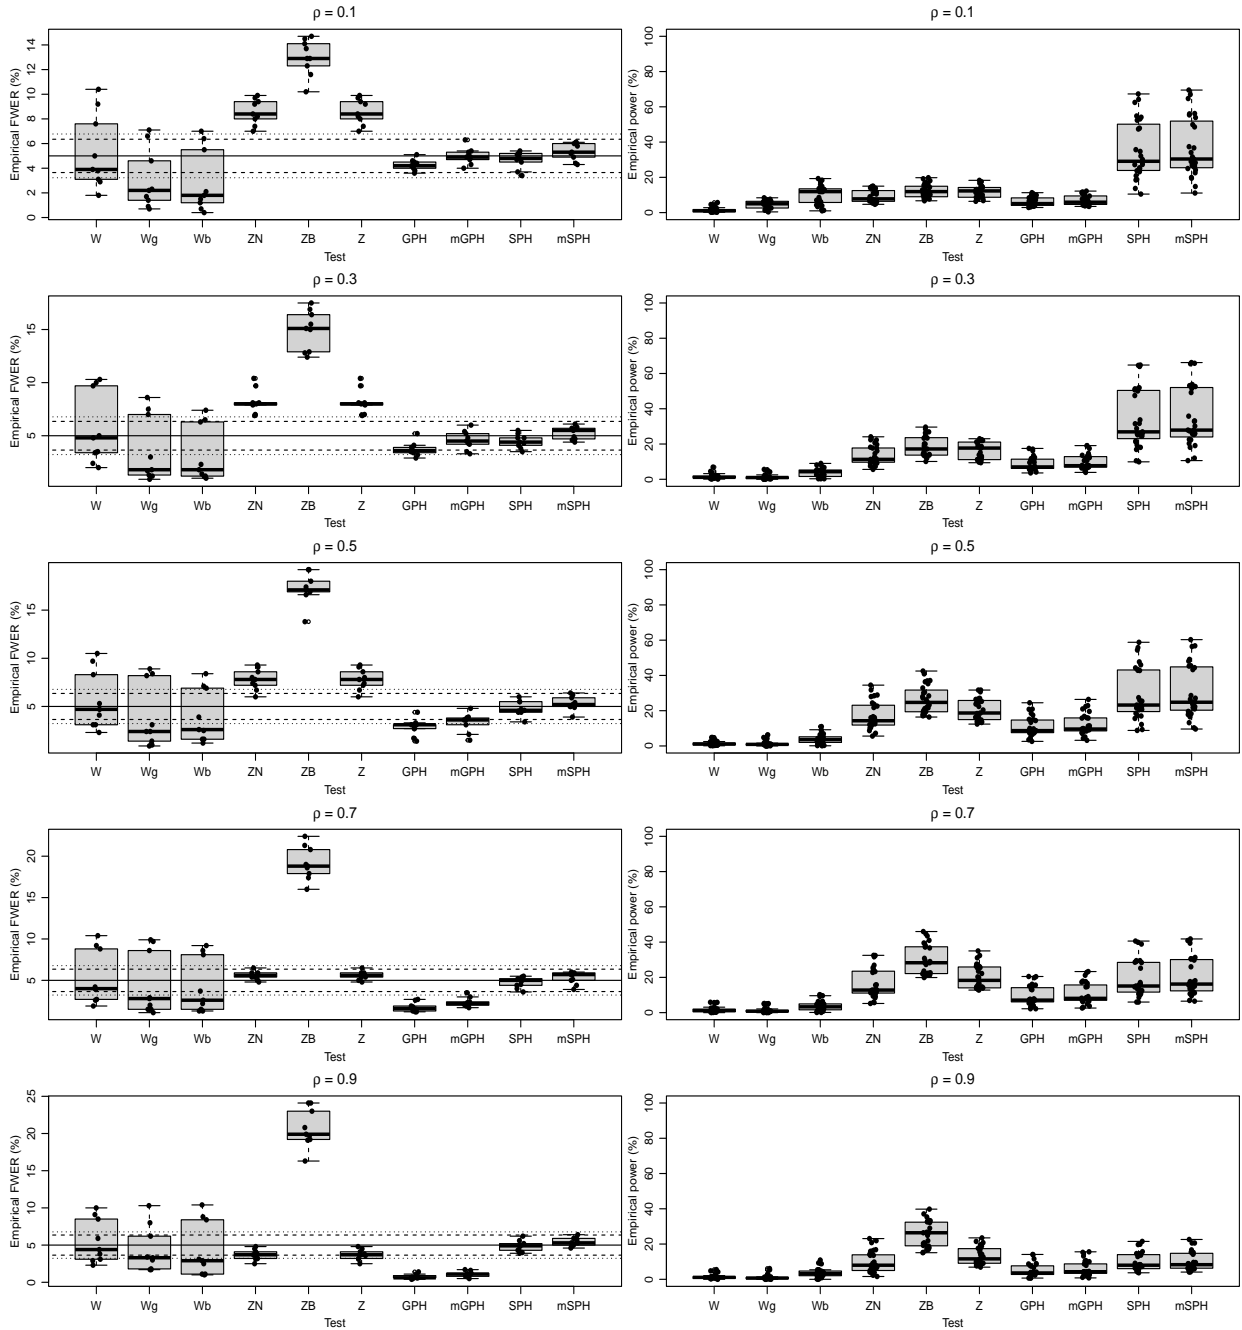 ρ = 0.1
Empirical FWER (%)
0 2 4 6 8 10 12 14
W Wg Wb ZN ZB Z GPH mGPH SPH mSPH
Test
ρ = 0.1
Empirical power (%)
0 20 40 60 80 100
W Wg Wb ZN ZB Z GPH mGPH SPH mSPH
Test
ρ = 0.3
Empirical FWER (%)
5 10 15
W Wg Wb ZN ZB Z GPH mGPH SPH mSPH
Test
ρ = 0.3
Empirical power (%)
0 20 40 60 80 100
W Wg Wb ZN ZB Z GPH mGPH SPH mSPH
Test
ρ = 0.5
Empirical FWER (%)
5 10 15
W Wg Wb ZN ZB Z GPH mGPH SPH mSPH
Test
ρ = 0.5
Empirical power (%)
0 20 40 60 80 100
W Wg Wb ZN ZB Z GPH mGPH SPH mSPH
Test
ρ = 0.7
Empirical FWER (%)
5 10 15 20
W Wg Wb ZN ZB Z GPH mGPH SPH mSPH
Test
ρ = 0.7
Empirical power (%)
0 20 40 60 80 100
W Wg Wb ZN ZB Z GPH mGPH SPH mSPH
Test
ρ = 0.9
Empirical FWER (%)
0 5 10 15 20 25
W Wg Wb ZN ZB Z GPH mGPH SPH mSPH
Test
ρ = 0.9
Empirical power (%)
0 20 40 60 80 100
W Wg Wb ZN ZB Z GPH mGPH SPH mSPH
Test